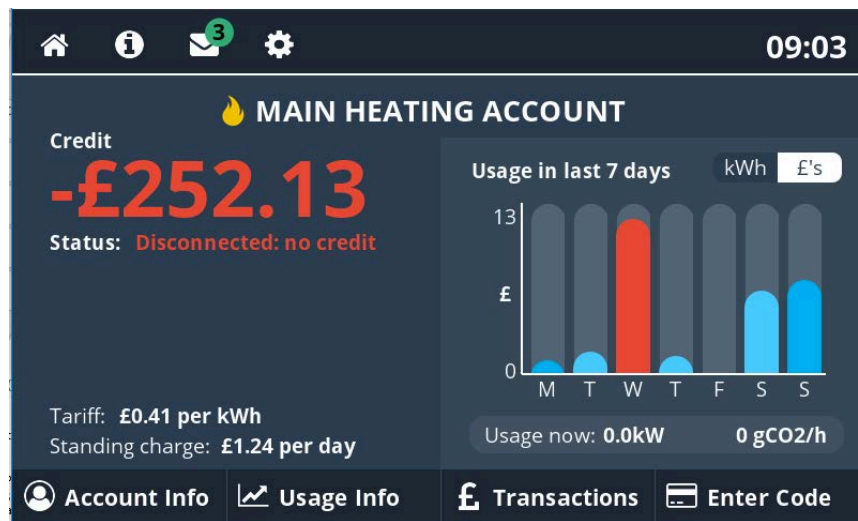 3
09:03
MAIN HEATING ACCOUNT
Credit
-£252.13
Status: Disconnected: no credit
Tariff: £0.41 per kWh
Standing charge: £1.24 per day
Usage in last 7 days
kWh £'s
13
£
0
M T W T F S S
Usage now: 0.0kW 0 gCO2/h
Account Info Usage Info £ Transactions Enter Code